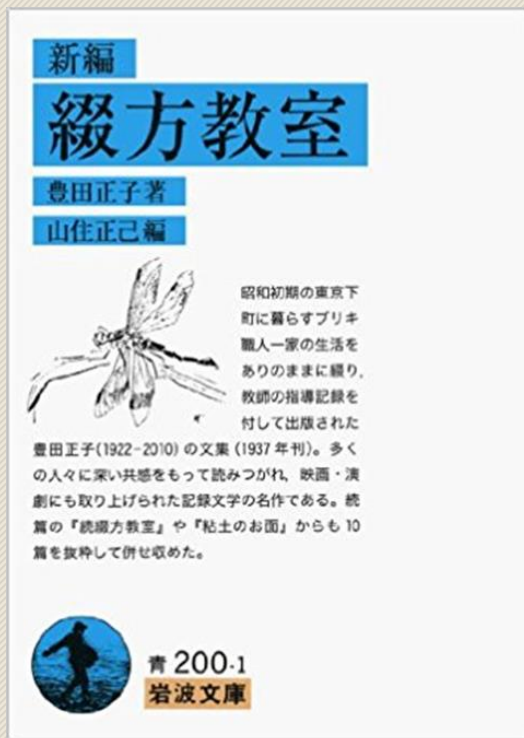 新編
綴方教室
豊田正子著
山住正己編
昭和初期の東京下
町に暮らすブリキ
職人一家の生活を
ありのままに綴り,
教師の指導記録を
付して出版された
豊田正子(1922-2010)の文集(1937年刊)。多く
の人々に深い共感をもって読みつがれ, 映画・演
劇にも取り上げられた記録文学の名作である。続
篇の『続綴方教室』や『粘土のお面』からも10
篇を抜粋して併せ収めた。
青200-1
岩波文庫